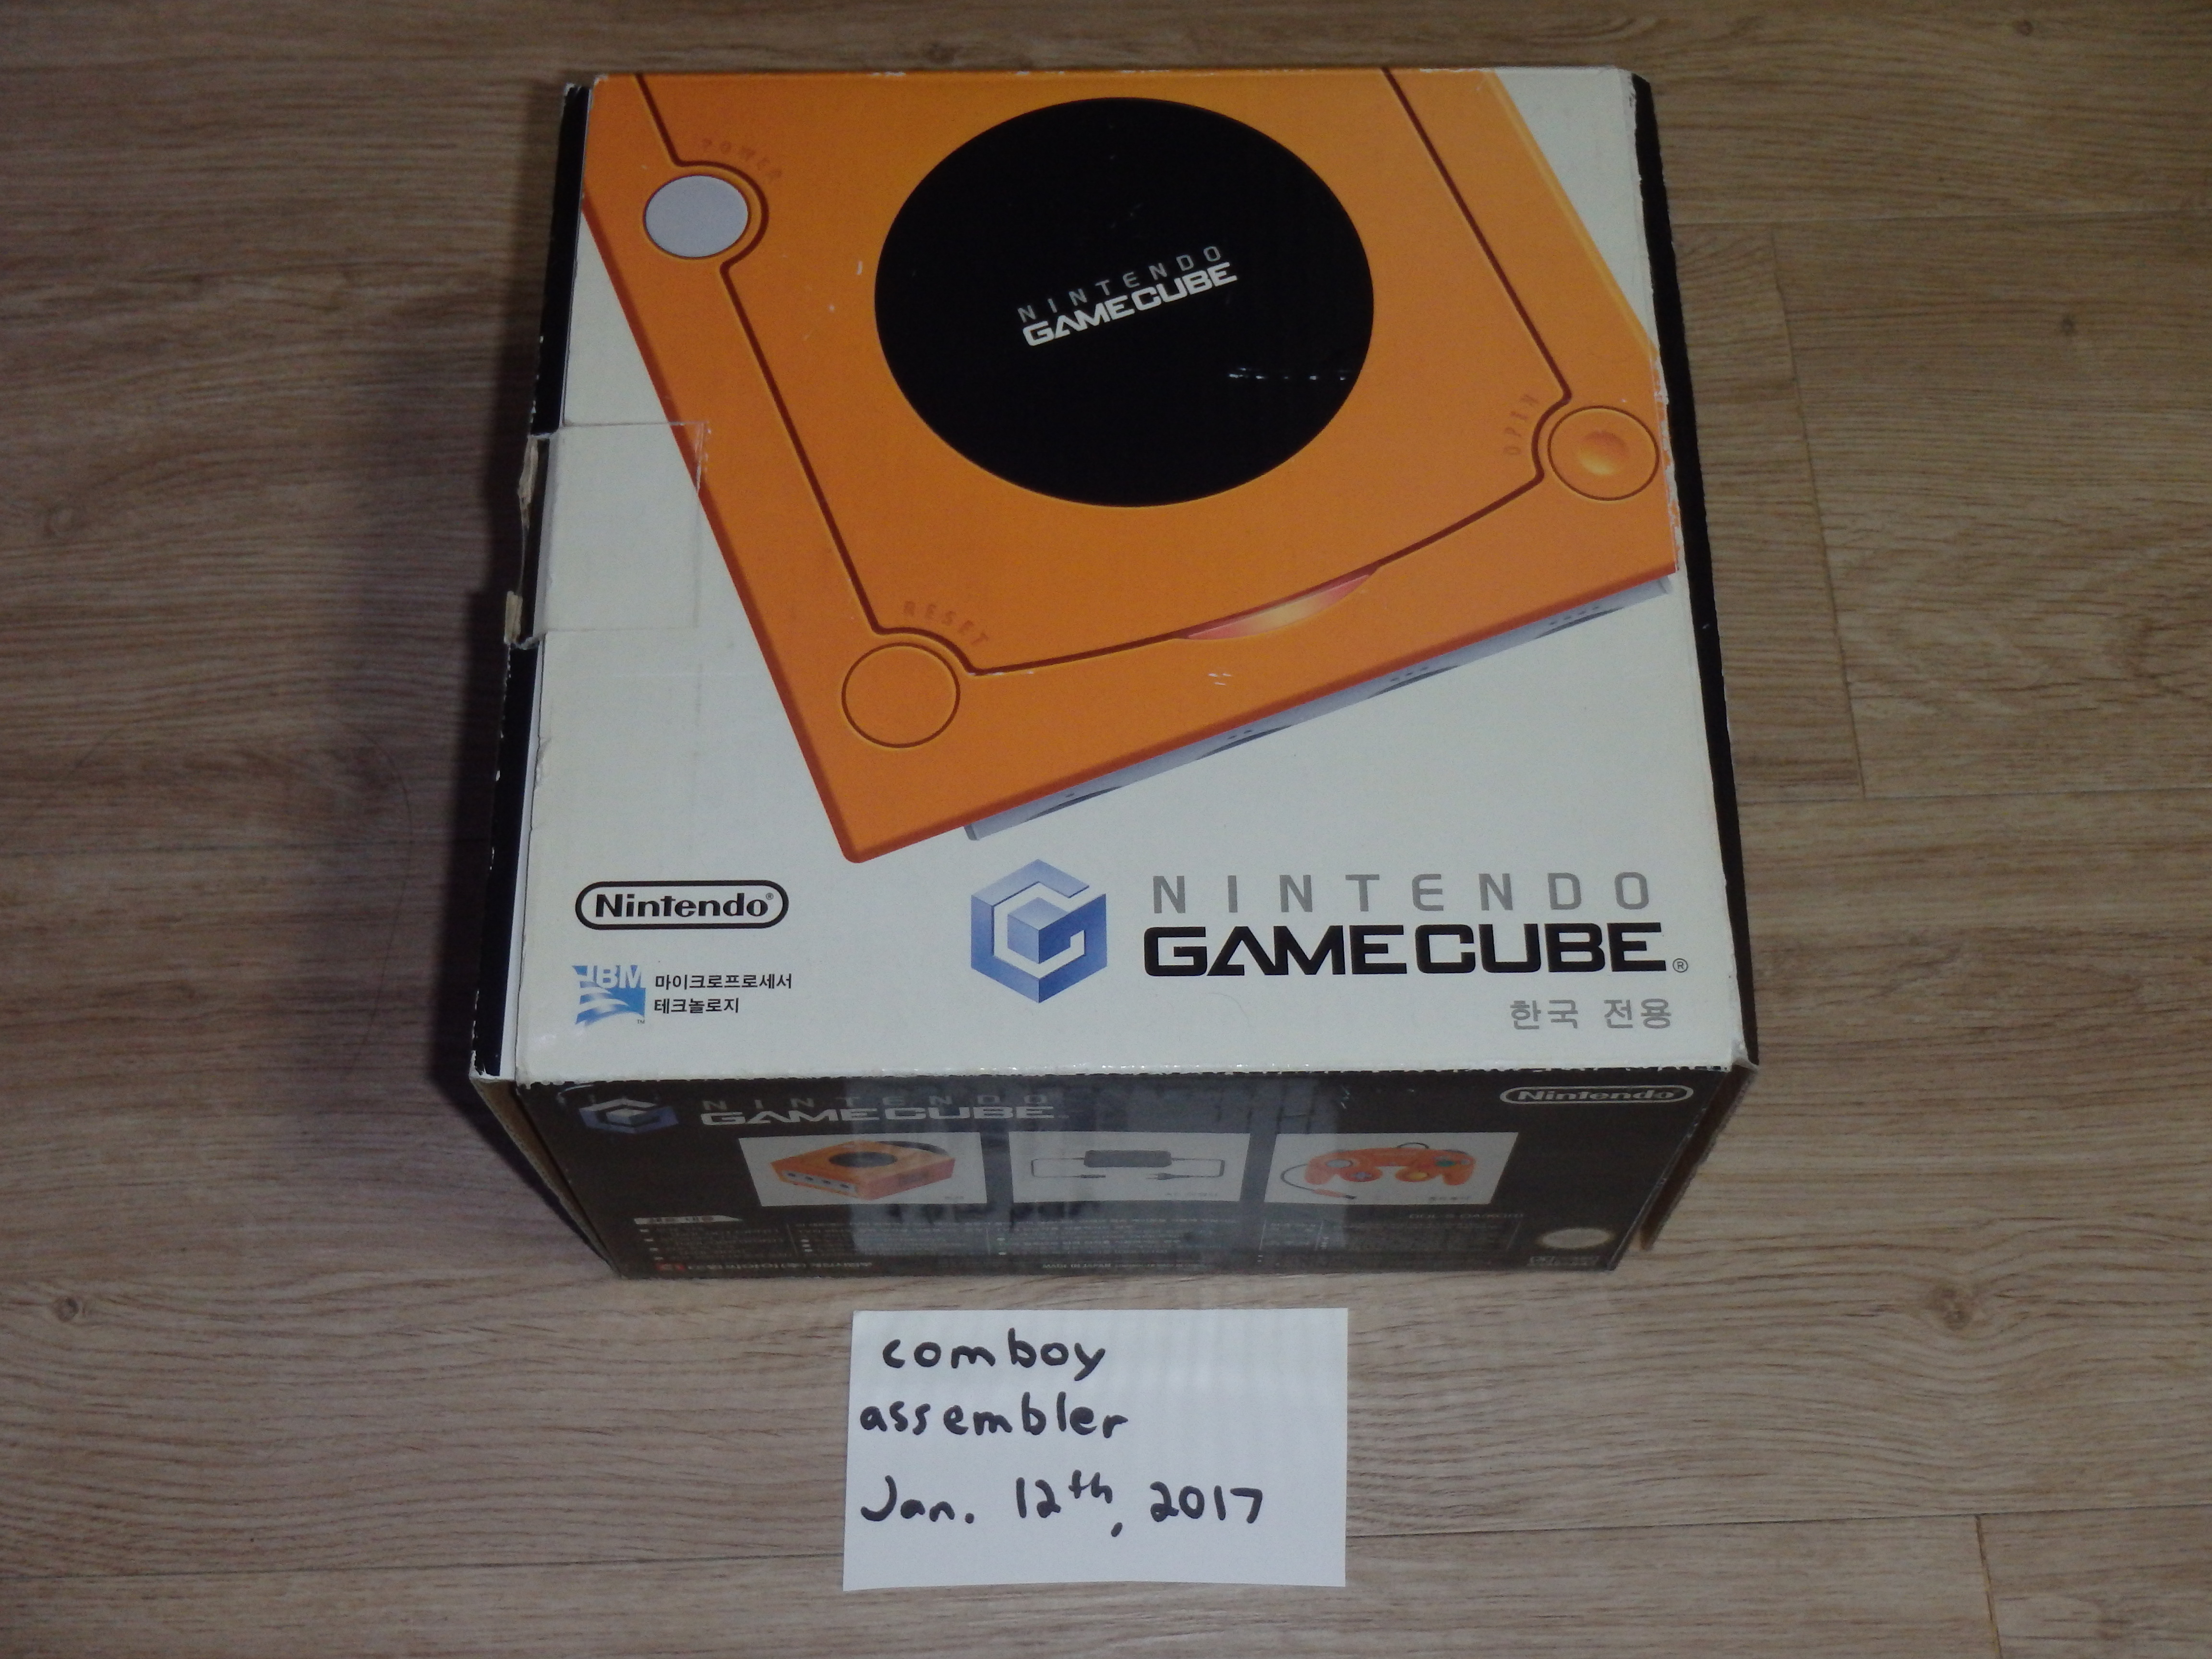 POWER
NINTENDO
GAMECUBE
OPEN
RESET
Nintendo®
NINTENDO
GAMECUBE®
IBM™ 마이크로프로세서
테크놀로지
한국 전용
NINTENDO
GAMECUBE
Nintendo
comboy
assembler
Jan. 12th, 2017